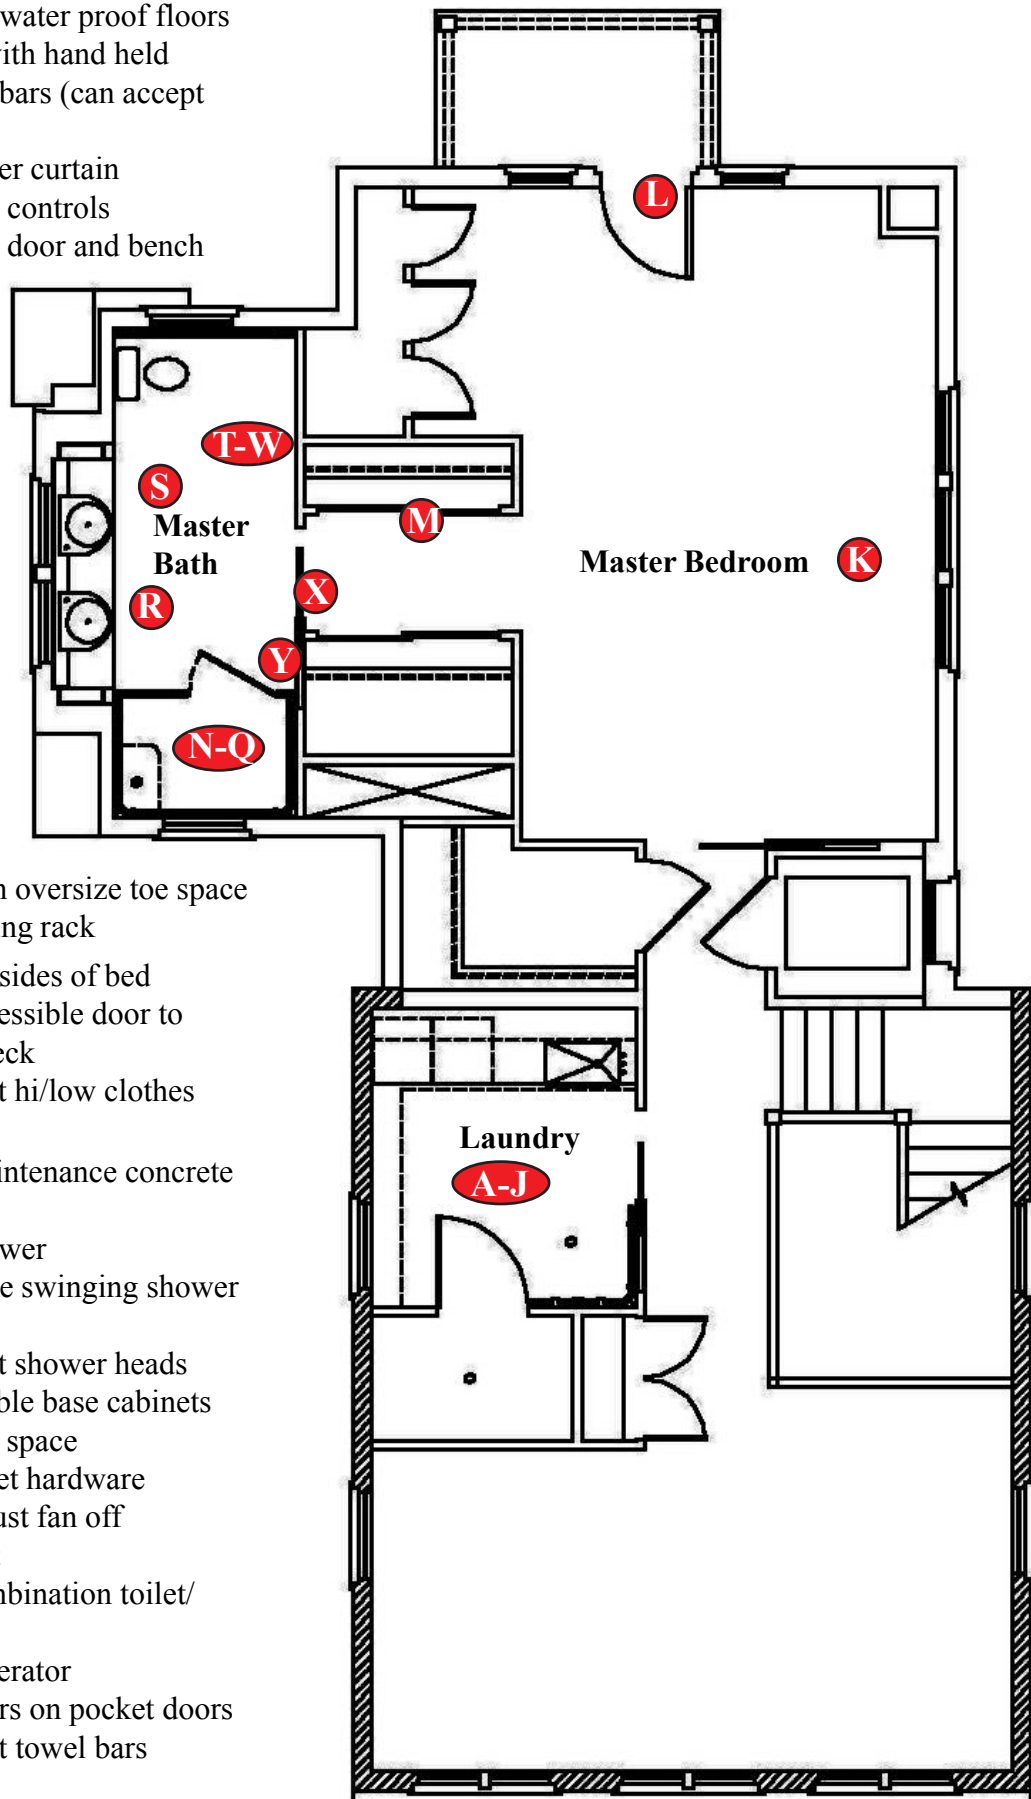 water proof floors
with hand held
bars (can accept
er curtain
controls
door and bench
L
T-W
S
Master
Bath
M
Master Bedroom
K
X
R
Y
N-Q
n oversize toe space
ng rack
sides of bed
essible door to
eck
t hi/low clothes
Laundry
A-J
intenance concrete
wer
e swinging shower
t shower heads
ble base cabinets
space
et hardware
ust fan off
nbination toilet/
erator
rs on pocket doors
t towel bars